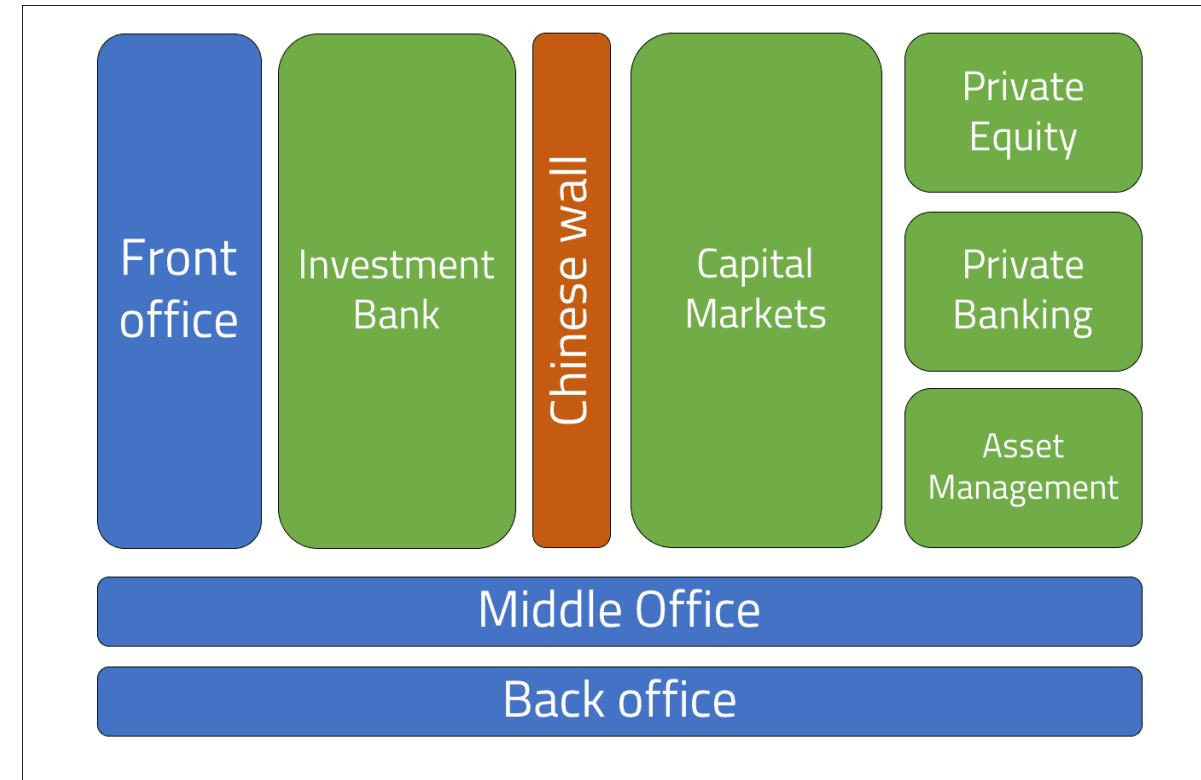 Front
office
Investment
Bank
Chinese wall
Capital
Markets
Private
Equity
Private
Banking
Asset
Management
Middle Office
Back office